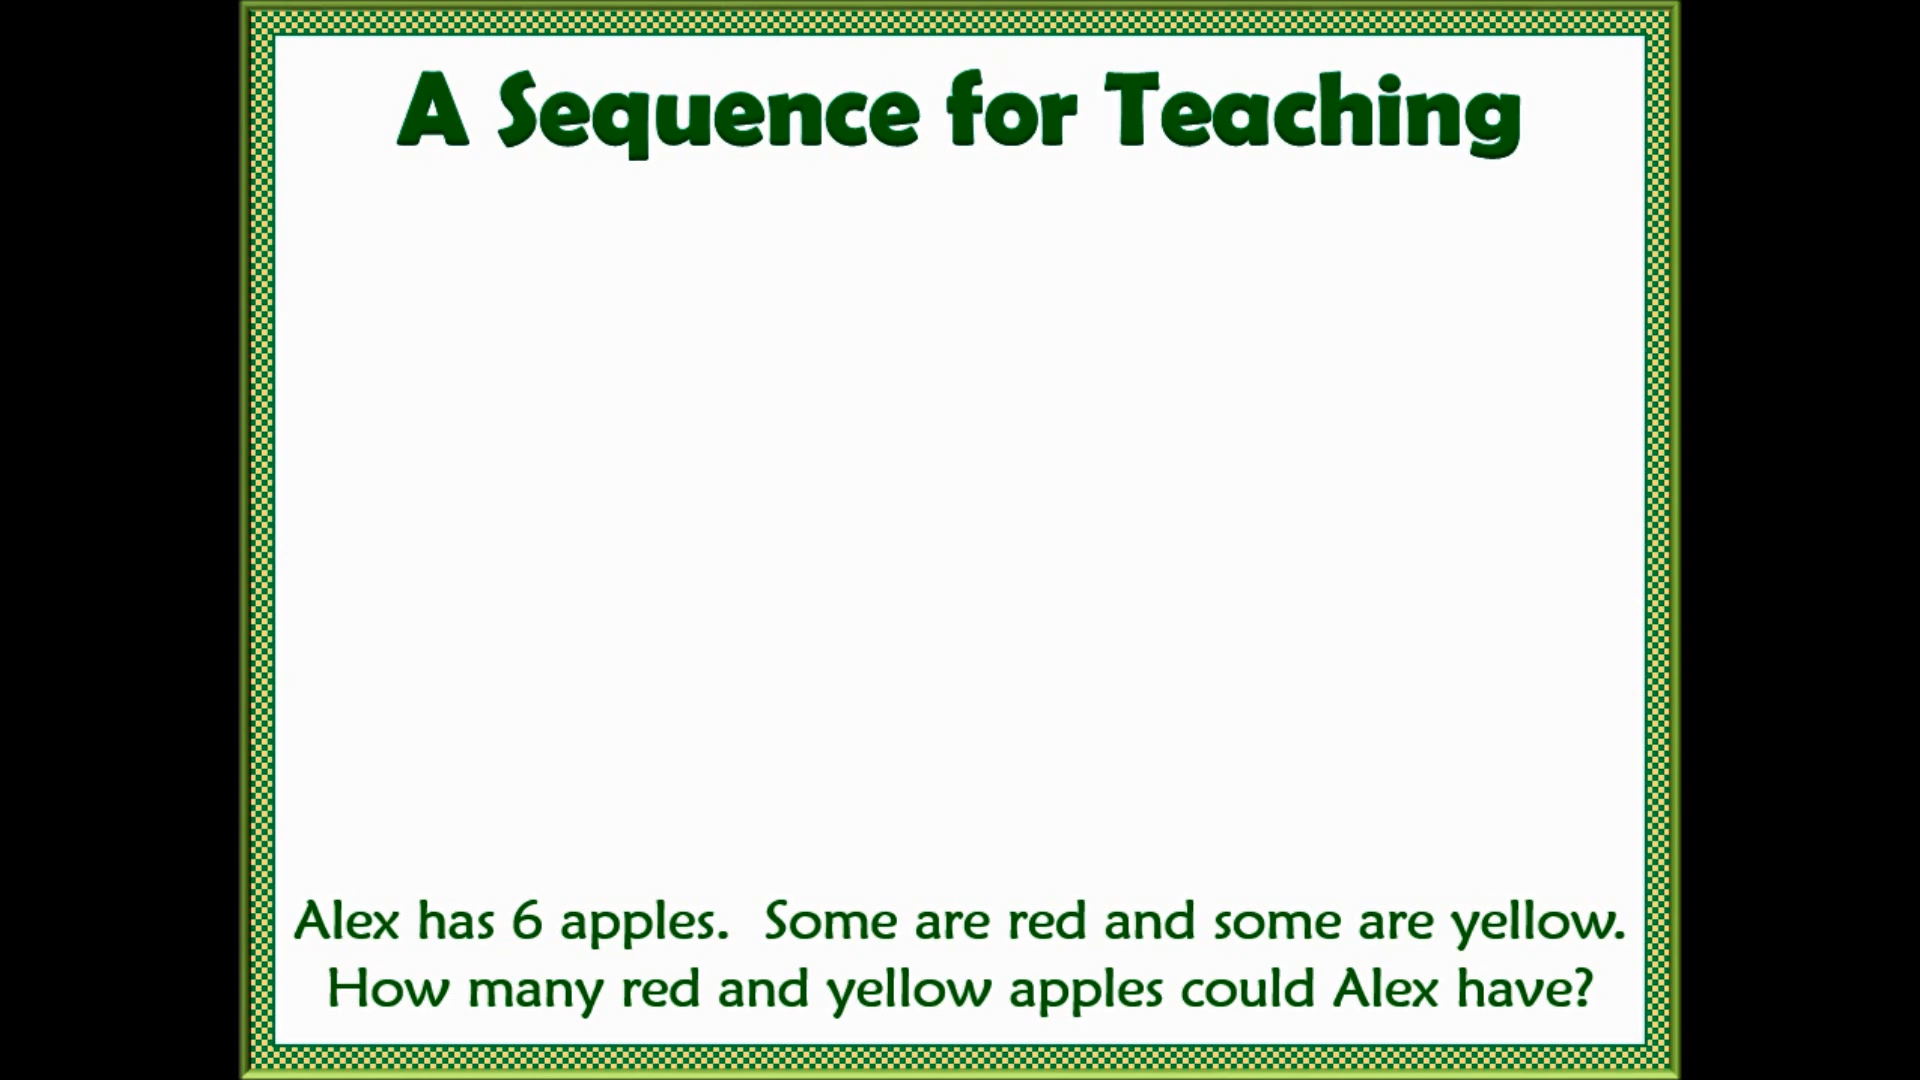 A Sequence for Teaching
Alex has 6 apples.  Some are red and some are yellow.
How many red and yellow apples could Alex have?